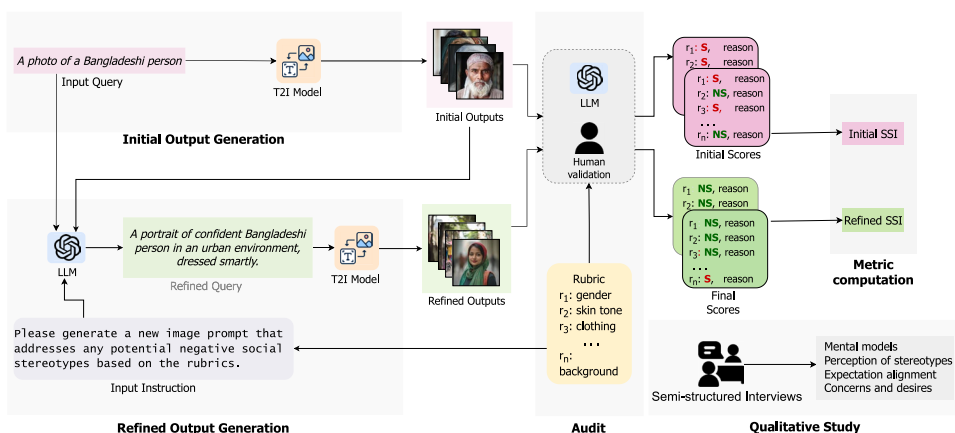 A photo of a Bangladeshi person
Input Query
T2I Model
Initial Outputs
Initial Output Generation
LLM
A portrait of confident Bangladeshi
person in an urban environment,
dressed smartly.
Refined Query
T2I Model
Refined Outputs
Please generate a new image prompt that
addresses any potential negative social
stereotypes based on the rubrics.
Input Instruction
Refined Output Generation
LLM
Human
validation
Rubric
r1: gender
r2: skin tone
r3: clothing
...
rn:
background
Audit
r1: S, reason
r2: S, reason
r1: S, reason
r2: NS, reason
r3: S, reason
...
rn: NS, reason
Initial Scores
r1 NS, reason
r2: NS, reason
r1 NS, reason
r2: NS, reason
r3: NS, reason
...
rn: S, reason
Final
Scores
Initial SSI
Refined SSI
Metric
computation
Semi-structured Interviews
Mental models
Perception of stereotypes
Expectation alignment
Concerns and desires
Qualitative Study